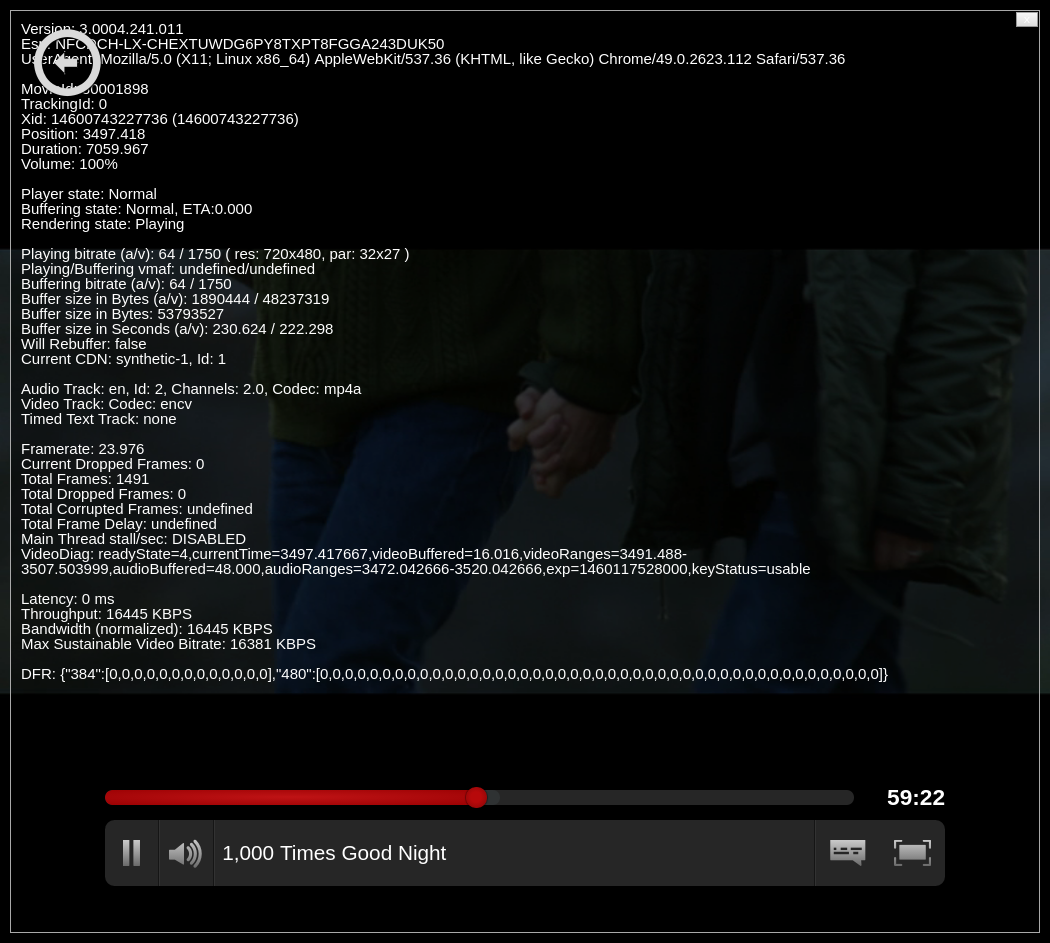 Version: 3.0004.241.011
UserAgent: Mozilla/5.0 (X11; Linux x86_64) AppleWebKit/537.36 (KHTML, like Gecko) Chrome/49.0.2623.112 Safari/537.36
TrackingId: 0
Xid: 14600743227736 (14600743227736)
Position: 3497.418
Duration: 7059.967
Volume: 100%
Player state: Normal
Buffering state: Normal, ETA:0.000
Rendering state: Playing
Playing bitrate (a/v): 64 / 1750 ( res: 720x480, par: 32x27 )
Playing/Buffering vmaf: undefined/undefined
Buffering bitrate (a/v): 64 / 1750
Buffer size in Bytes (a/v): 1890444 / 48237319
Buffer size in Bytes: 53793527
Buffer size in Seconds (a/v): 230.624 / 222.298
Will Rebuffer: false
Current CDN: synthetic-1, Id: 1
Audio Track: en, Id: 2, Channels: 2.0, Codec: mp4a
Video Track: Codec: encv
Timed Text Track: none
Framerate: 23.976
Current Dropped Frames: 0
Total Frames: 1491
Total Dropped Frames: 0
Total Corrupted Frames: undefined
Total Frame Delay: undefined
Main Thread stall/sec: DISABLED
VideoDiag: readyState=4,currentTime=3497.417667,videoBuffered=16.016,videoRanges=3491.488-
3507.503999,audioBuffered=48.000,audioRanges=3472.042666-3520.042666,exp=1460117528000,keyStatus=usable
Latency: 0 ms
Throughput: 16445 KBPS
Bandwidth (normalized): 16445 KBPS
Max Sustainable Video Bitrate: 16381 KBPS
DFR: {"384":[0,0,0,0,0,0,0,0,0,0,0,0,0],"480":[0,0,0,0,0,0,0,0,0,0,0,0,0,0,0,0,0,0,0,0,0,0,0,0,0,0,0,0,0,0,0,0,0,0,0,0,0,0,0,0,0,0,0,0,0]}
59:22
1,000 Times Good Night